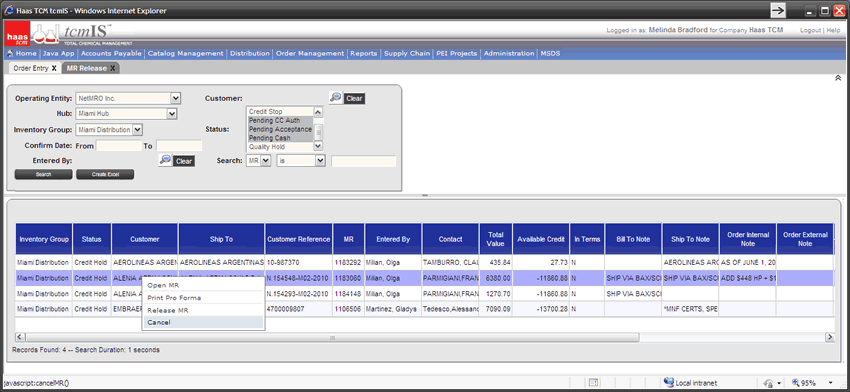 Haas TCM tcmIS - Windows Internet Explorer
haas tcm
tcmIS
TOTAL CHEMICAL MANAGEMENT
Logged in as: Melinda Bradford for Company Haas TCM Logout | Help
Home Java App Accounts Payable Catalog Management Distribution Order Management Reports Supply Chain PEI Projects Administration MSDS
Order Entry X MR Release X
Operating Entity: NetMRO Inc. Customer: Clear
Hub: Miami Hub
Inventory Group: Miami Distribution
Status: Credit Stop
Pending CC Auth
Pending Acceptance
Pending Cash
Quality Hold
Confirm Date: From To
Entered By: Clear Search: MR is
Search Create Excel
Inventory Group Status Customer Ship To Customer Reference MR Entered By Contact Total Value Available Credit In Terms Bill To Note Ship To Note Order Internal Note Order External Note
Miami Distribution Credit Hold AEROLINEAS ARGEN AEROLINEAS ARGENTINAS 10-987370 1183292 Milian, Olga TAMBURRO, CLAI 435.84 27.73 N AEROLINEAS ARC AS OF JUNE 1, 20
Miami Distribution Credit Hold N.154548-M02-2010 1183060 Milian, Olga PARMIGIANI,FRAN 6380.00 -11860.88 N SHIP VIA BAX/SC SHIP VIA BAX/SC ADD $448 HP + $1
Miami Distribution Credit Hold ALENIA N.154293-M02-2010 1184148 Milian, Olga PARMIGIANI,FRAN 1270.70 -11860.88 N SHIP VIA BAX/SC SHIP VIA BAX/SC
Miami Distribution Credit Hold EMBRAER 4700009807 1106506 Martinez, Gladys Tedesco,Alessand 7090.09 -13700.28 N *MNF CERTS, SPE
Open MR
Print Pro Forma
Release MR
Cancel
Records Found: 4 -- Search Duration: 1 seconds
javascript:cancelMR() Local intranet 95%